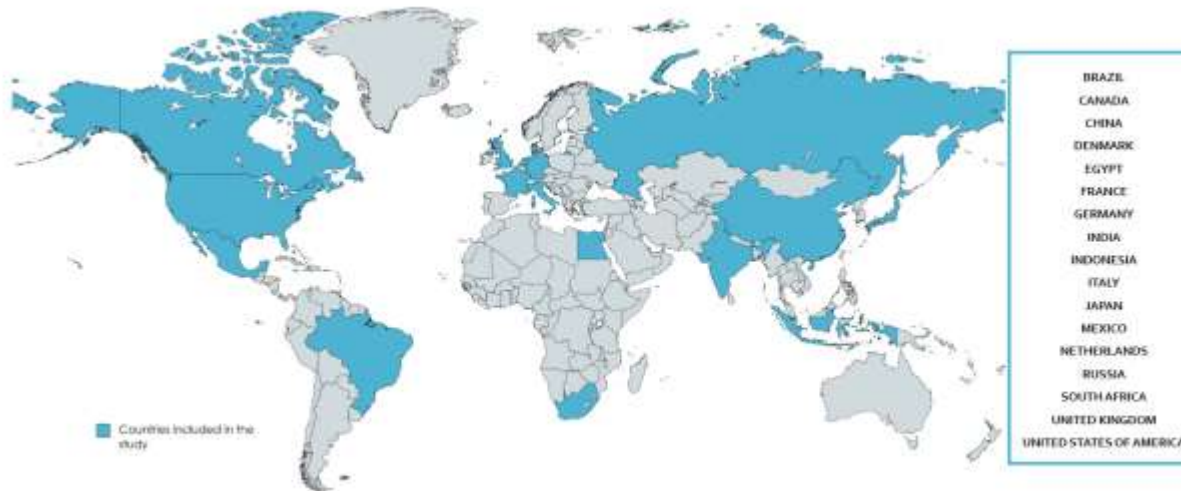 BRAZIL
CANADA
CHINA
DENMARK
EGYPT
FRANCE
GERMANY
INDIA
INDONESIA
ITALY
JAPAN
MEXICO
NETHERLANDS
RUSSIA
SOUTH AFRICA
UNITED KINGDOM
UNITED STATES OF AMERICA
Countries Included in the
study